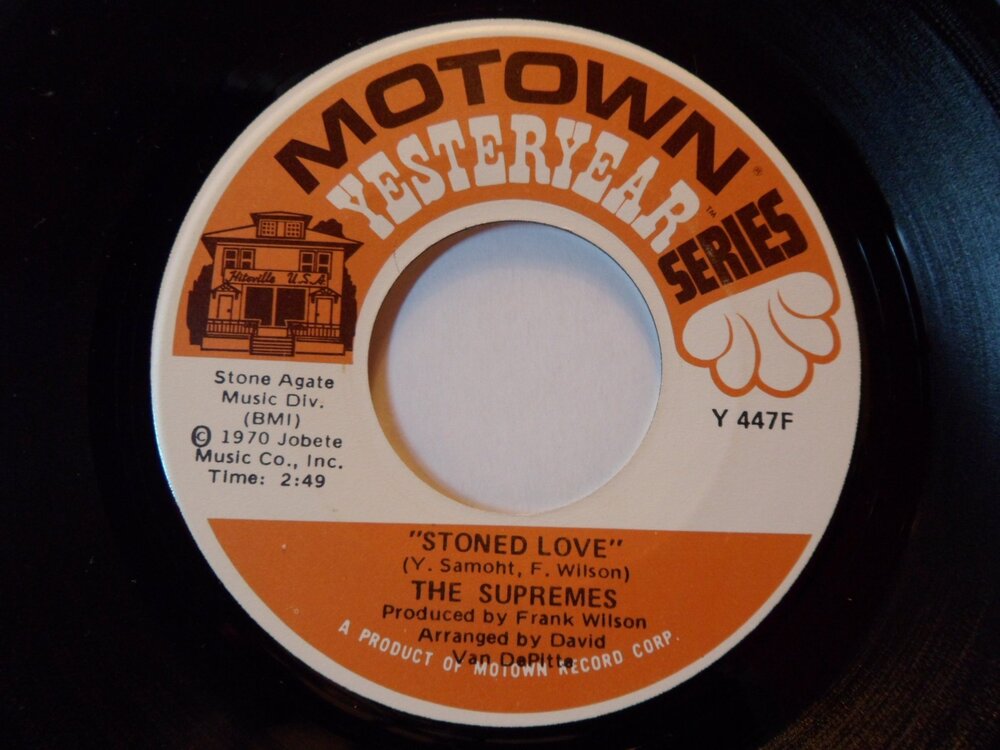 MOTOWN®
YESTERYEAR™
SERIES
Hitsville U.S.A.
Stone Agate
Music Div.
(BMI)
© 1970 Jobete
Music Co., Inc.
Time: 2:49
Y 447F
"STONED LOVE"
(Y. Samoht, F. Wilson)
THE SUPREMES
Produced by Frank Wilson
Arranged by David
Van DePitte
A PRODUCT OF MOTOWN RECORD CORP.